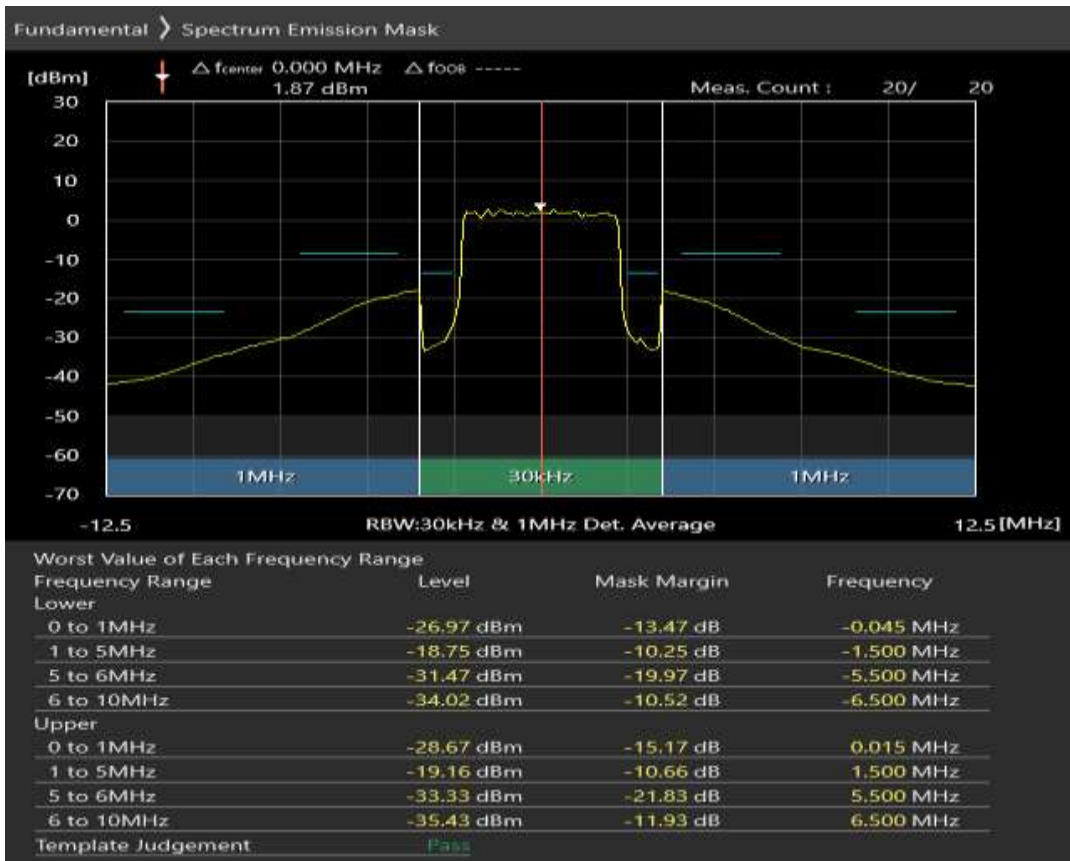 Fundamental 〉 Spectrum Emission Mask
[dBm]
△ fcenter 0.000 MHz △ fOOB -----
1.87 dBm
Meas. Count : 20/ 20
30
20
10
0
-10
-20
-30
-40
-50
-60
-70
1MHz 30kHz 1MHz
-12.5 RBW:30kHz & 1MHz Det. Average 12.5 [MHz]
Worst Value of Each Frequency Range
Frequency Range Level Mask Margin Frequency
Lower
0 to 1MHz -26.97 dBm -13.47 dB -0.045 MHz
1 to 5MHz -18.75 dBm -10.25 dB -1.500 MHz
5 to 6MHz -31.47 dBm -19.97 dB -5.500 MHz
6 to 10MHz -34.02 dBm -10.52 dB -6.500 MHz
Upper
0 to 1MHz -28.67 dBm -15.17 dB 0.015 MHz
1 to 5MHz -19.16 dBm -10.66 dB 1.500 MHz
5 to 6MHz -33.33 dBm -21.83 dB 5.500 MHz
6 to 10MHz -35.43 dBm -11.93 dB 6.500 MHz
Template Judgement Pass